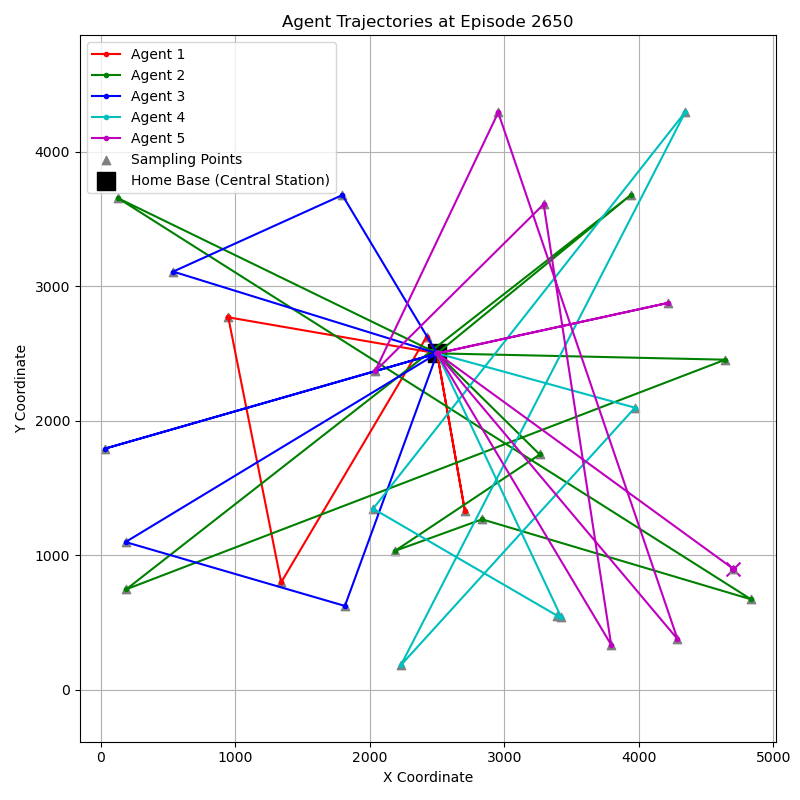 Agent Trajectories at Episode 2650
Agent 1
Agent 2
Agent 3
Agent 4
Agent 5
Sampling Points
Home Base (Central Station)
Y Coordinate
4000
3000
2000
1000
0
0 1000 2000 3000 4000 5000
X Coordinate